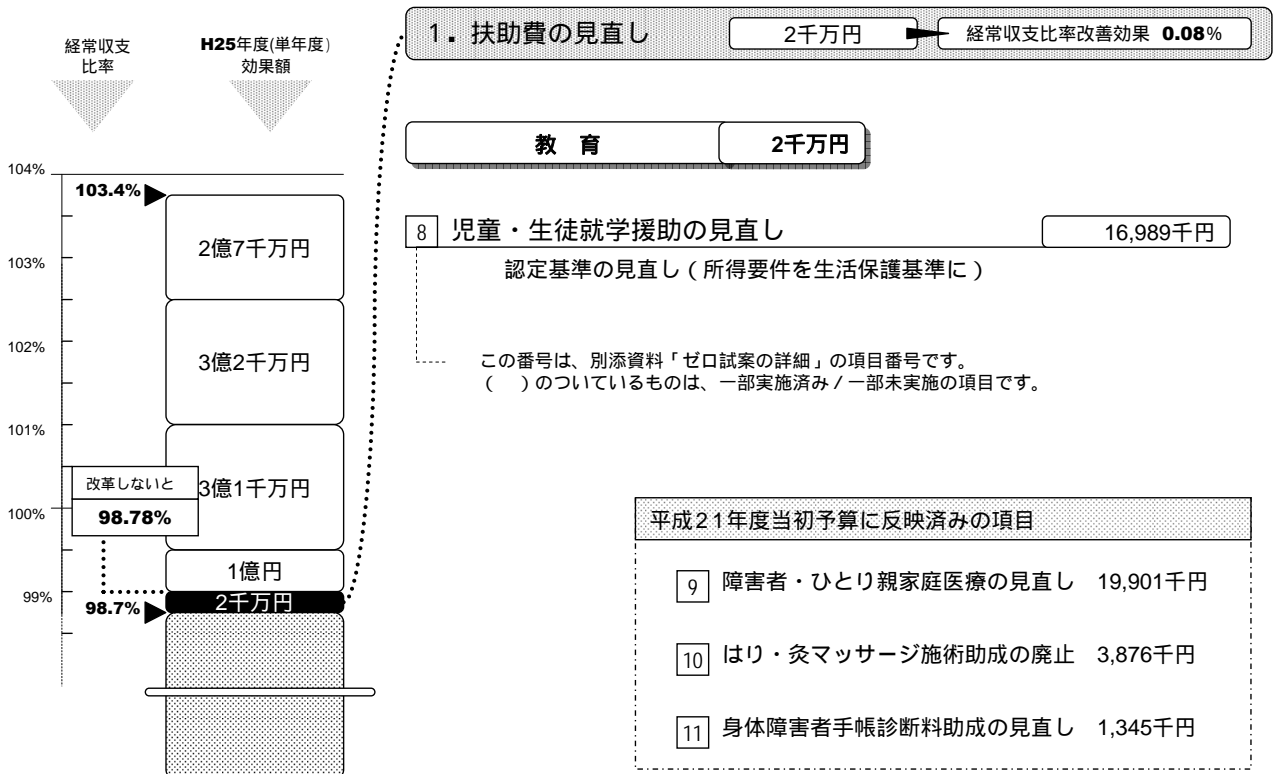 経常収支
比率
H25年度(単年度)
効果額
104%
103%
102%
101%
100%
99%
103.4%
2億7千万円
3億2千万円
3億1千万円
1億円
2千万円
改革しないと
98.78%
98.7%
1．扶助費の見直し 2千万円 経常収支比率改善効果 0.08%
教 育 2千万円
8 児童・生徒就学援助の見直し 16,989千円
認定基準の見直し（所得要件を生活保護基準に）
この番号は、別添資料「ゼロ試案の詳細」の項目番号です。
（ ）のついているものは、一部実施済み/一部未実施の項目です。
平成21年度当初予算に反映済みの項目
9 障害者・ひとり親家庭医療の見直し 19,901千円
10 はり・灸マッサージ施術助成の廃止 3,876千円
11 身体障害者手帳診断料助成の見直し 1,345千円